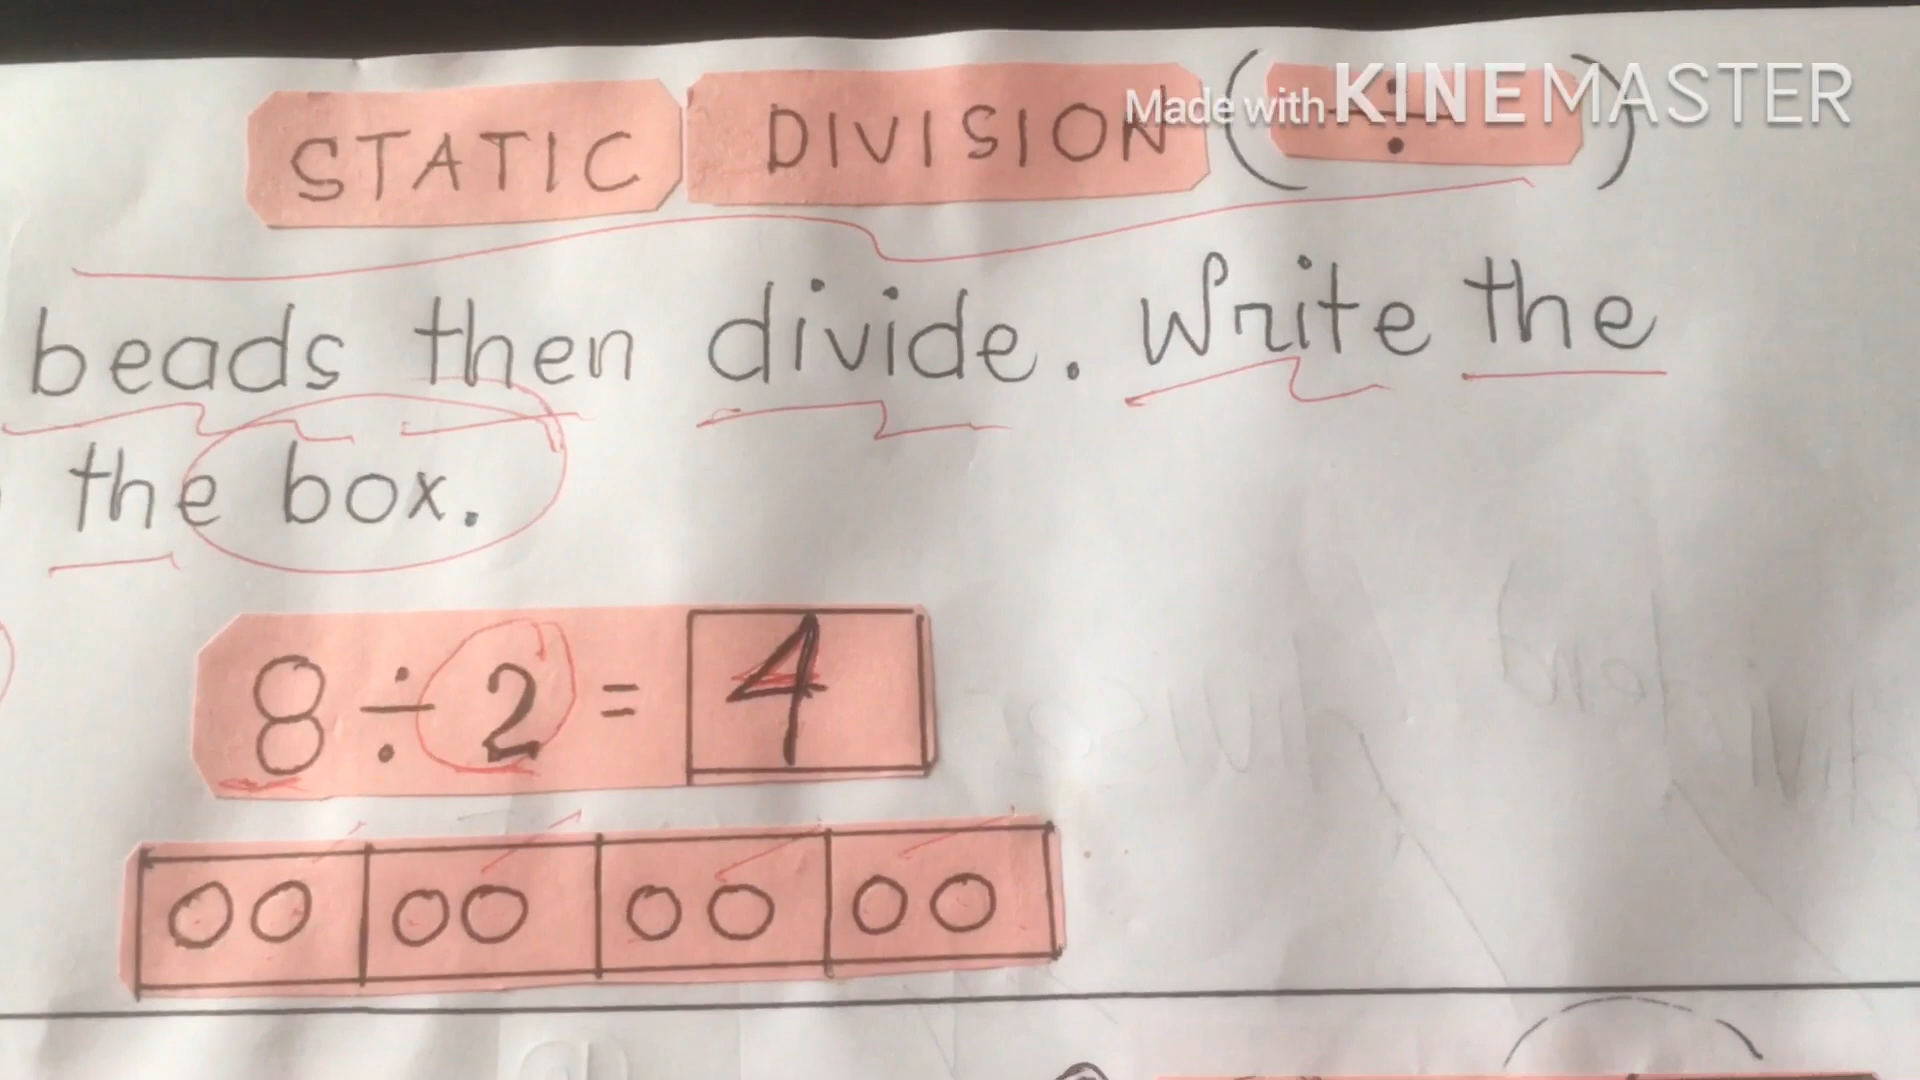 STATIC DIVISION (÷)
Made with KINEMASTER
beads then divide. Write the
the box.
8 ÷ 2 = 4